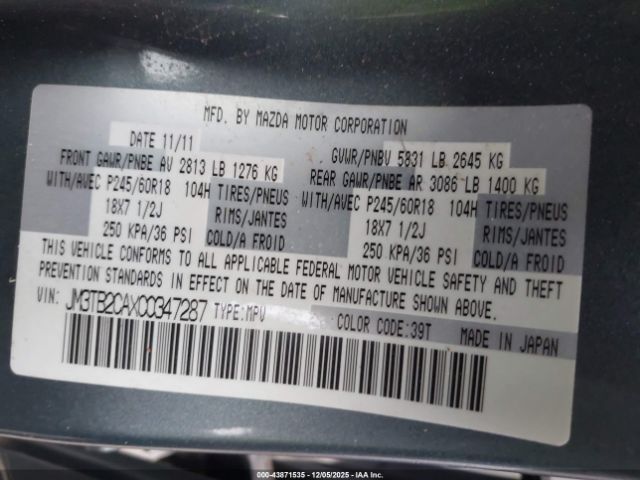 MFD. BY MAZDA MOTOR CORPORATION
DATE 11/11 GVWR/PNBV 5831 LB 2645 KG
FRONT GAWR/PNBE AV 2813 LB 1276 KG REAR GAWR/PNBE AR 3086 LB 1400 KG
WITH/AVEC P245/60R18 104H TIRES/PNEUS WITH/AVEC P245/60R18 104H TIRES/PNEUS
18X7 1/2J RIMS/JANTES 18X7 1/2J RIMS/JANTES
250 KPA/36 PSI COLD/A FROID 250 KPA/36 PSI COLD/A FROID
THIS VEHICLE CONFORMS TO ALL APPLICABLE FEDERAL MOTOR VEHICLE SAFETY AND THEFT
PREVENTION STANDARDS IN EFFECT ON THE DATE OF MANUFACTURE SHOWN ABOVE.
VIN: JM3TB2CAXC0347287 TYPE:MPV COLOR CODE:39T MADE IN JAPAN
000-43871535 - 12/05/2025 - IAA Inc.